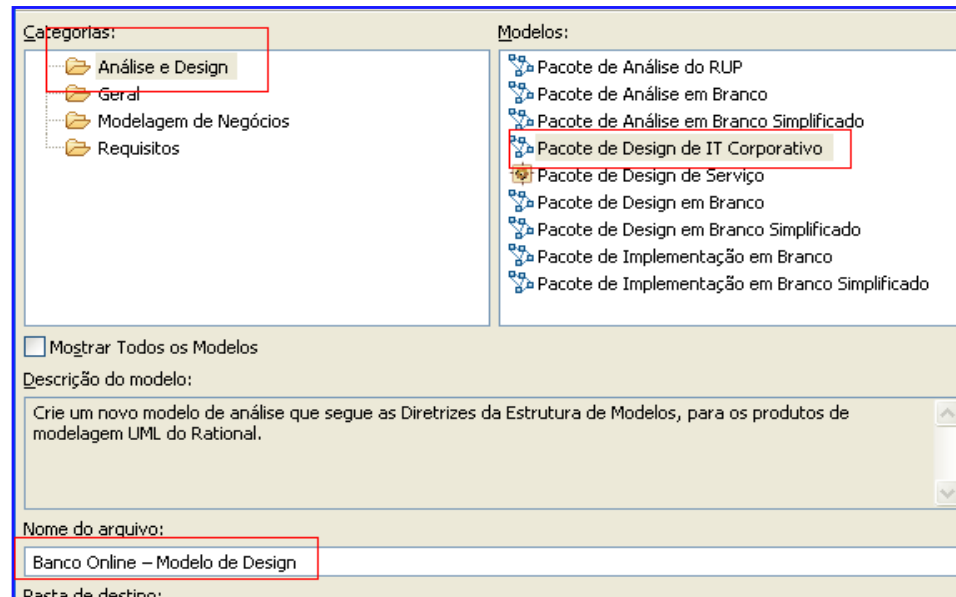 Categorias:
Análise e Design
Geral
Modelagem de Negócios
Requisitos
Modelos:
Pacote de Análise do RUP
Pacote de Análise em Branco
Pacote de Análise em Branco Simplificado
Pacote de Design de IT Corporativo
Pacote de Design de Serviço
Pacote de Design em Branco
Pacote de Design em Branco Simplificado
Pacote de Implementação em Branco
Pacote de Implementação em Branco Simplificado
Mostrar Todos os Modelos
Descrição do modelo:
Crie um novo modelo de análise que segue as Diretrizes da Estrutura de Modelos, para os produtos de
modelagem UML do Rational.
Nome do arquivo:
Banco Online – Modelo de Design
Pasta de destino: